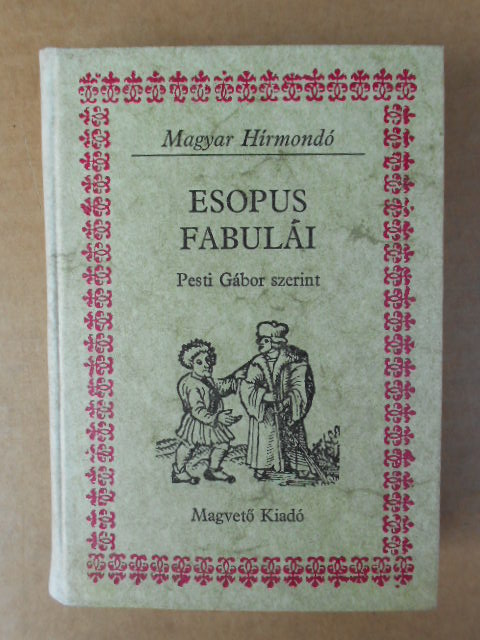 Magyar Hírmondó
ESOPUS
FABULÁI
Pesti Gábor szerint
Magvető Kiadó